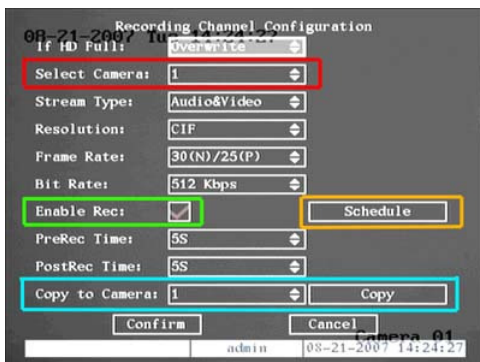 Recording Channel Configuration
08-21-2007 Tue 14:24:27
If HD Full: Overwrite
Select Camera: 1
Stream Type: Audio&Video
Resolution: CIF
Frame Rate: 30(N)/25(P)
Bit Rate: 512 Kbps
Enable Rec: Schedule
PreRec Time: 5S
PostRec Time: 5S
Copy to Camera: 1 Copy
Confirm Cancel
Camera 01
admin 08-21-2007 14:24:27